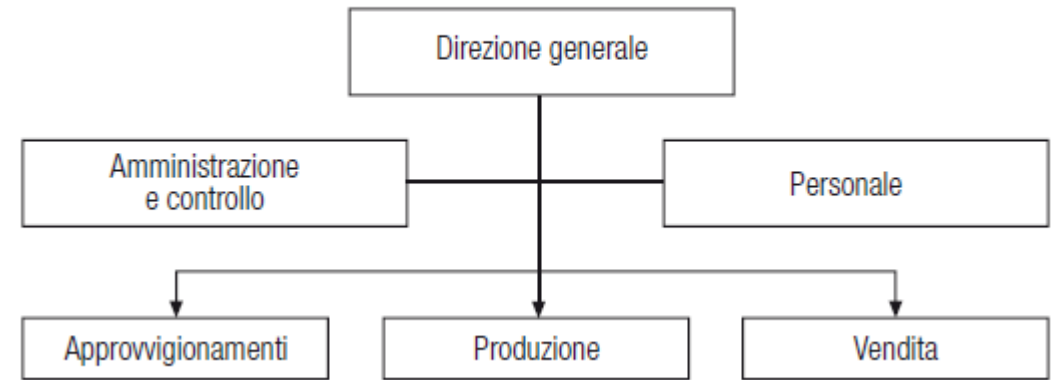 Direzione generale
Amministrazione
e controllo
Personale
Approvvigionamenti
Produzione
Vendita